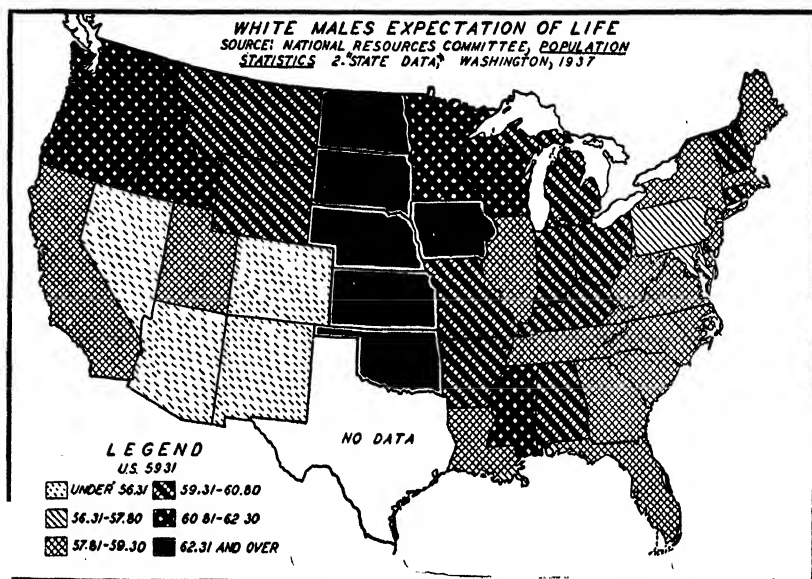 WHITE MALES EXPECTATION OF LIFE
SOURCE: NATIONAL RESOURCES COMMITTEE, POPULATION
STATISTICS 2."STATE DATA," WASHINGTON, 1937
NO DATA
LEGEND
U.S. 59.31
UNDER 56.31
59.31-60.80
56.31-57.80
60.81-62.30
57.81-59.30
62.31 AND OVER